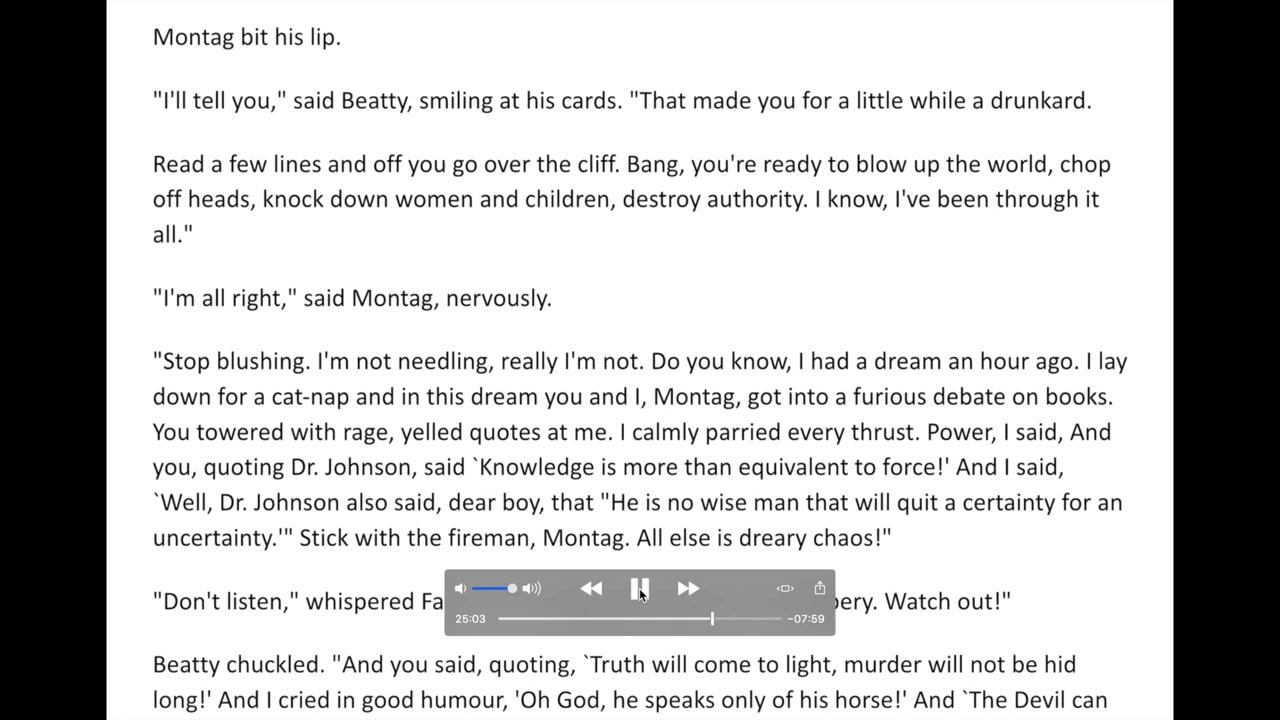 Montag bit his lip.
"I'll tell you," said Beatty, smiling at his cards. "That made you for a little while a drunkard.
Read a few lines and off you go over the cliff. Bang, you're ready to blow up the world, chop
off heads, knock down women and children, destroy authority. I know, I've been through it
all."
"I'm all right," said Montag, nervously.
"Stop blushing. I'm not needling, really I'm not. Do you know, I had a dream an hour ago. I lay
down for a cat-nap and in this dream you and I, Montag, got into a furious debate on books.
You towered with rage, yelled quotes at me. I calmly parried every thrust. Power, I said, And
you, quoting Dr. Johnson, said `Knowledge is more than equivalent to force!' And I said,
`Well, Dr. Johnson also said, dear boy, that "He is no wise man that will quit a certainty for an
uncertainty.'" Stick with the fireman, Montag. All else is dreary chaos!"
"Don't listen," whispered Fa pery. Watch out!"
25:03 -07:59
Beatty chuckled. "And you said, quoting, `Truth will come to light, murder will not be hid
long!' And I cried in good humour, 'Oh God, he speaks only of his horse!' And `The Devil can